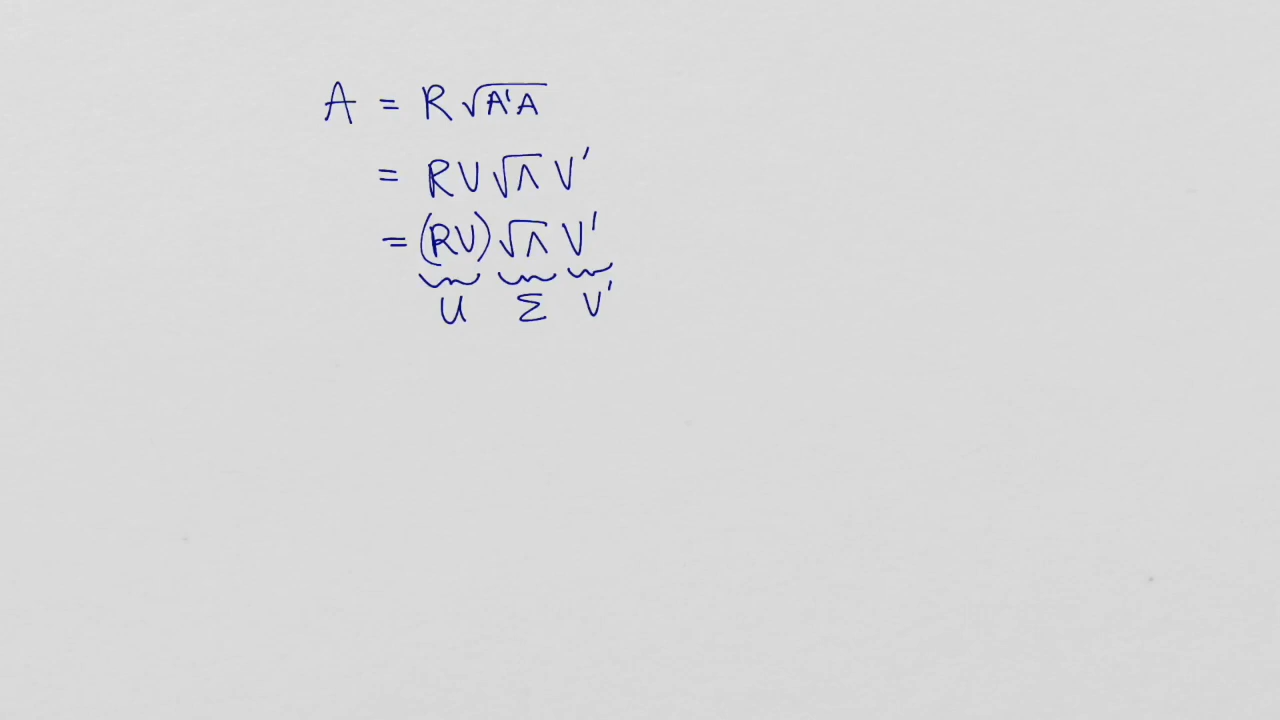 A = R √A'A
= RV √Λ V'
= (RV) √Λ V'
U Σ V'